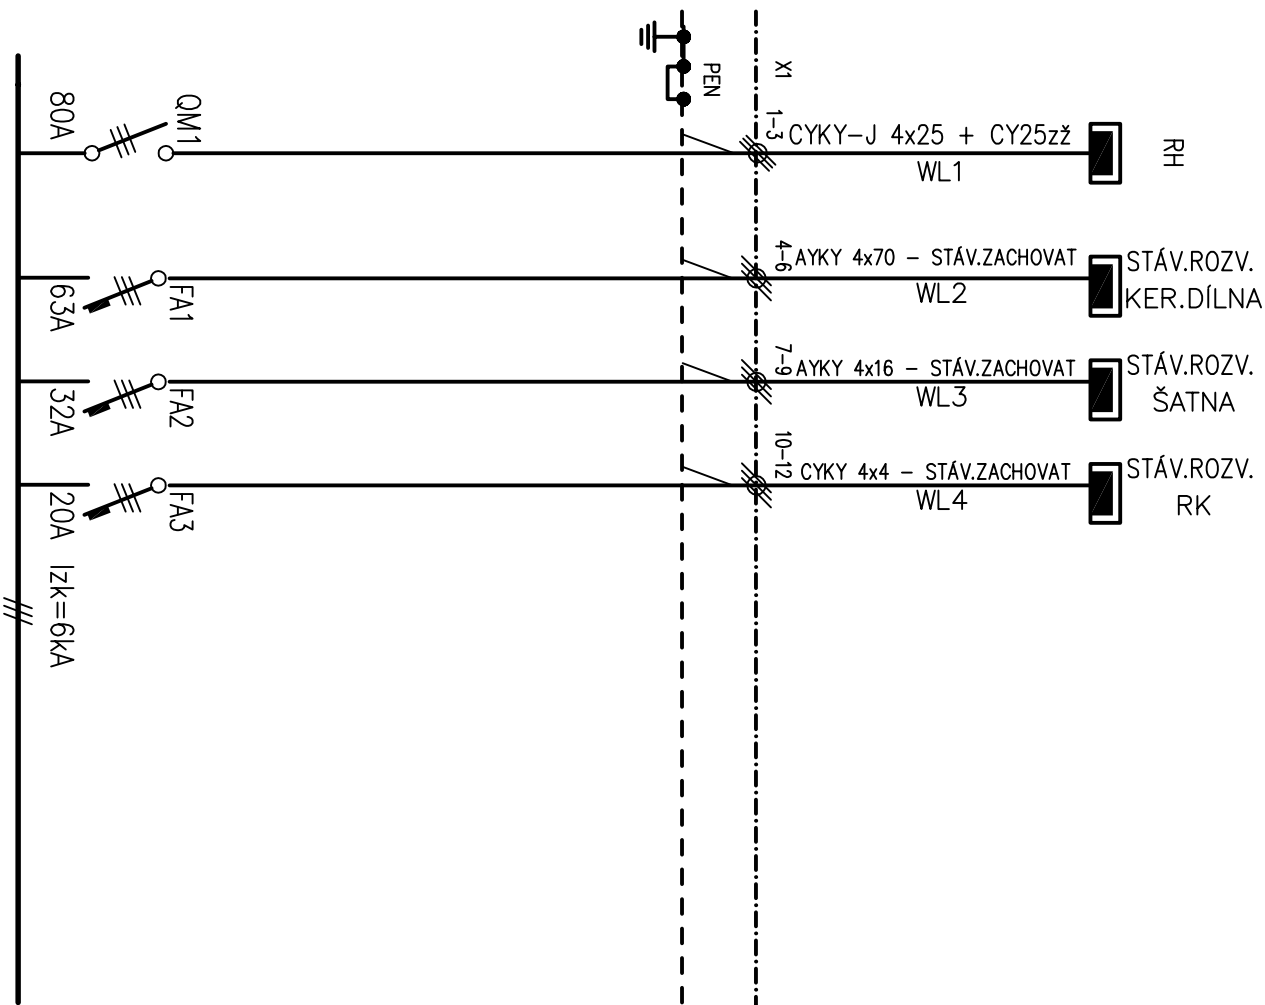 PEN
X1
80A
QM1
1-3
CYKY-J 4x25 + CY25zž
WL1
RH
63A
FA1
4-6
AYKY 4x70 - STÁV.ZACHOVAT
WL2
STÁV.ROZV.
KER.DÍLNA
32A
FA2
7-9
AYKY 4x16 - STÁV.ZACHOVAT
WL3
STÁV.ROZV.
ŠATNA
20A
FA3
10-12
CYKY 4x4 - STÁV.ZACHOVAT
WL4
STÁV.ROZV.
RK
Izk=6kA